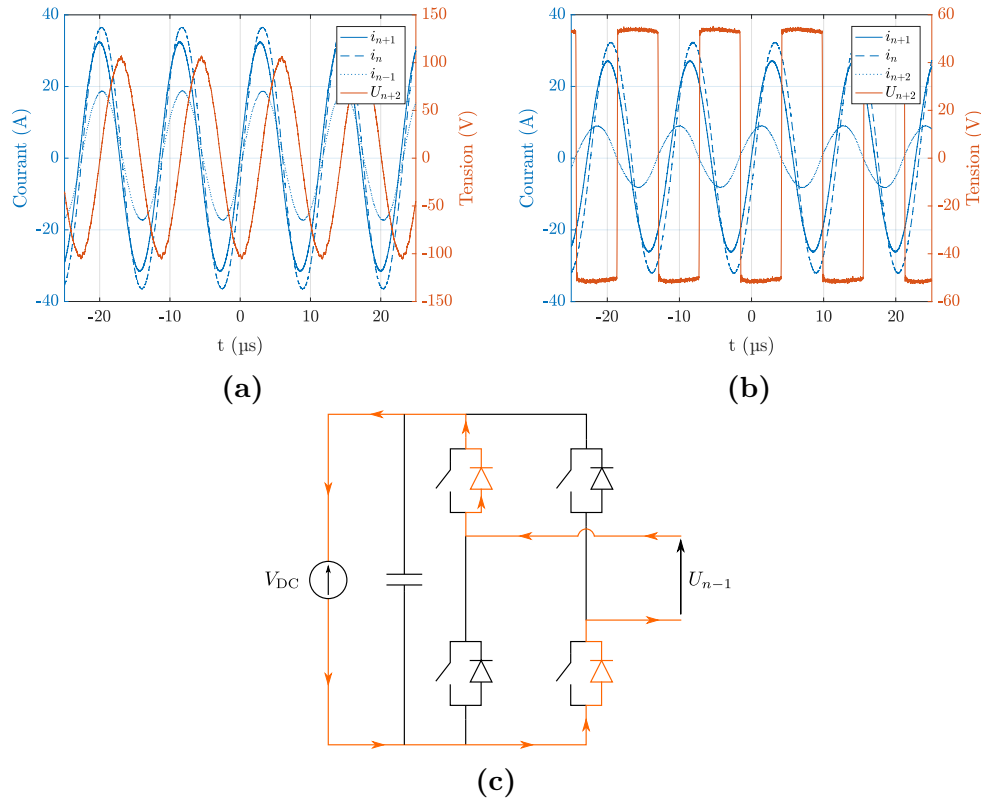 40
20
0
-20
-40
Courant (A)
150
100
50
0
-50
-100
-150
Tension (V)
-20 -10 0 10 20
t (µs)
i_{n+1}
i_n
i_{n-1}
U_{n+2}
(a)
40
20
0
-20
-40
Courant (A)
60
40
20
0
-20
-40
-60
Tension (V)
-20 -10 0 10 20
t (µs)
i_{n+1}
i_n
i_{n+2}
U_{n+2}
(b)
V_{DC}
U_{n-1}
(c)